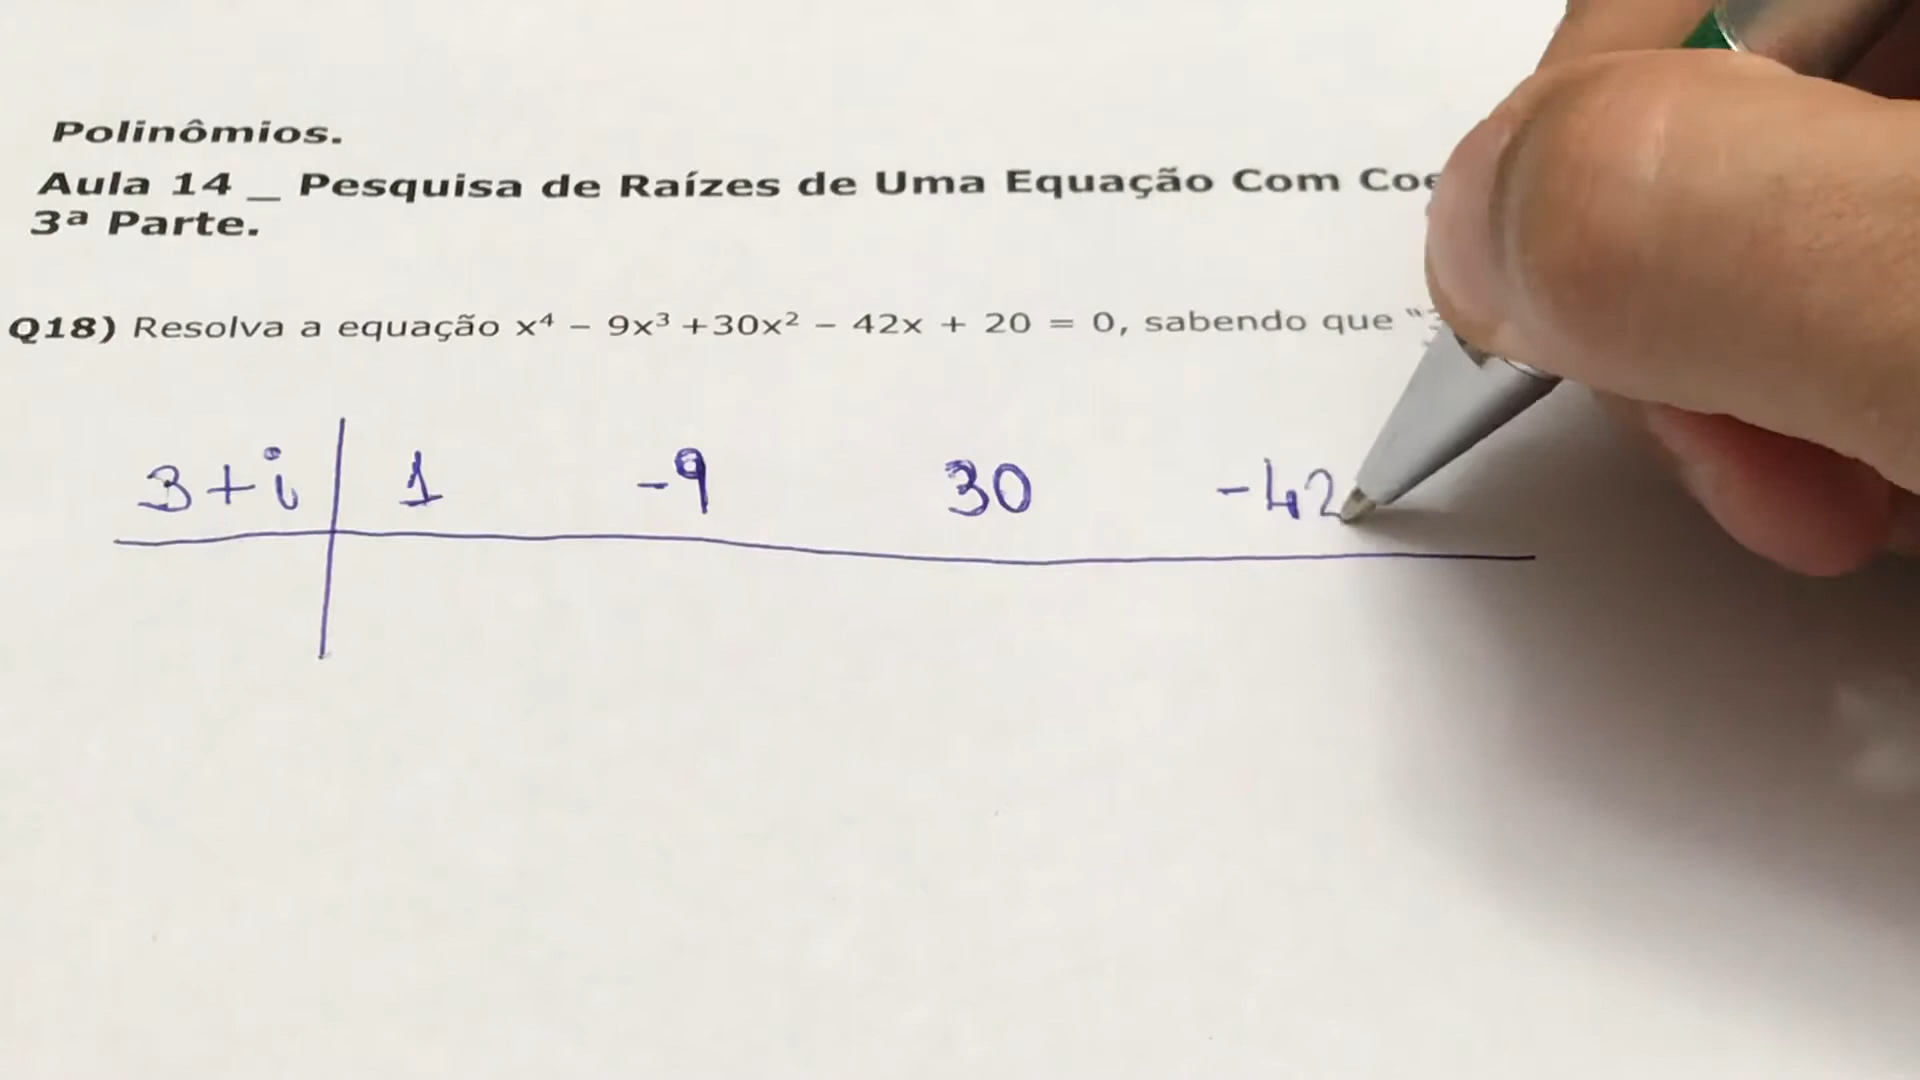 Polinômios.
Aula 14 _ Pesquisa de Raízes de Uma Equação Com
3ª Parte.
Q18) Resolva a equação x⁴ – 9x³ +30x² – 42x + 20 = 0, sabendo que
3+i 1 -9 30 -42